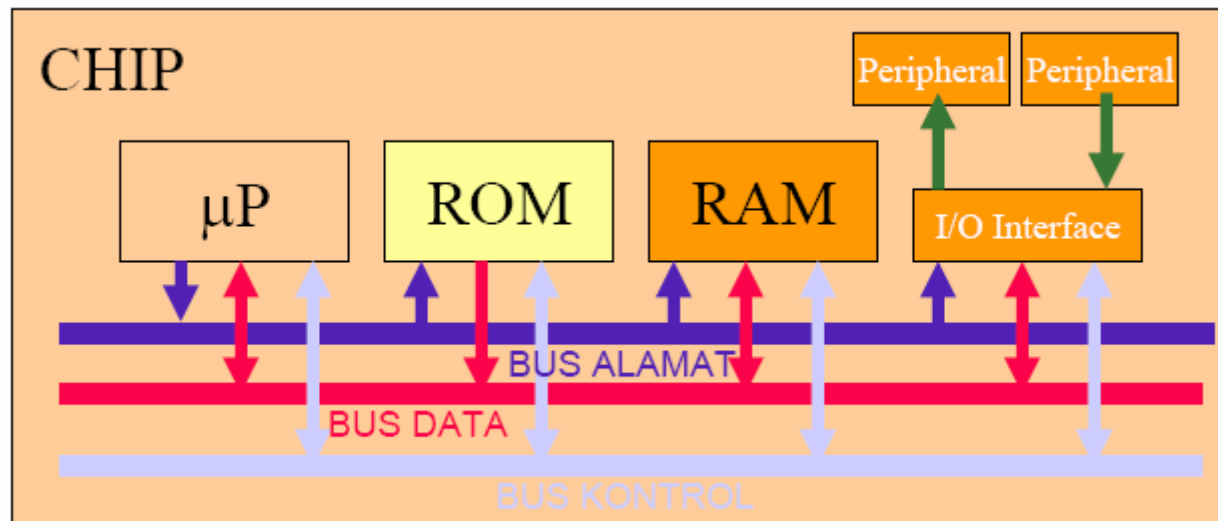 CHIP
Peripheral
Peripheral
µP
ROM
RAM
I/O Interface
BUS ALAMAT
BUS DATA
BUS KONTROL